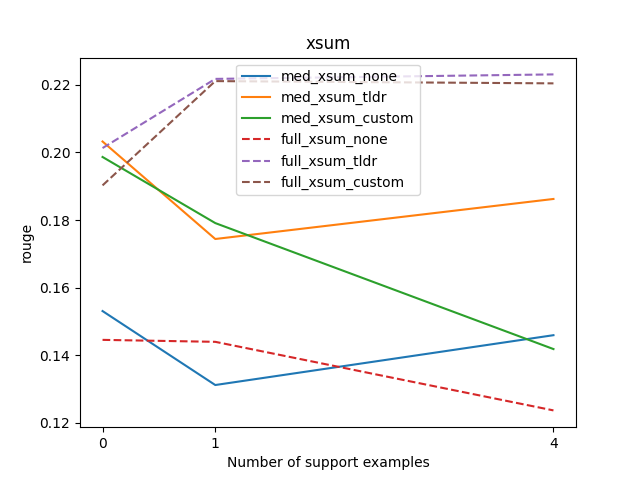 xsum
rouge
0.22
0.20
0.18
0.16
0.14
0.12
med_xsum_none
med_xsum_tldr
med_xsum_custom
full_xsum_none
full_xsum_tldr
full_xsum_custom
0
1
4
Number of support examples